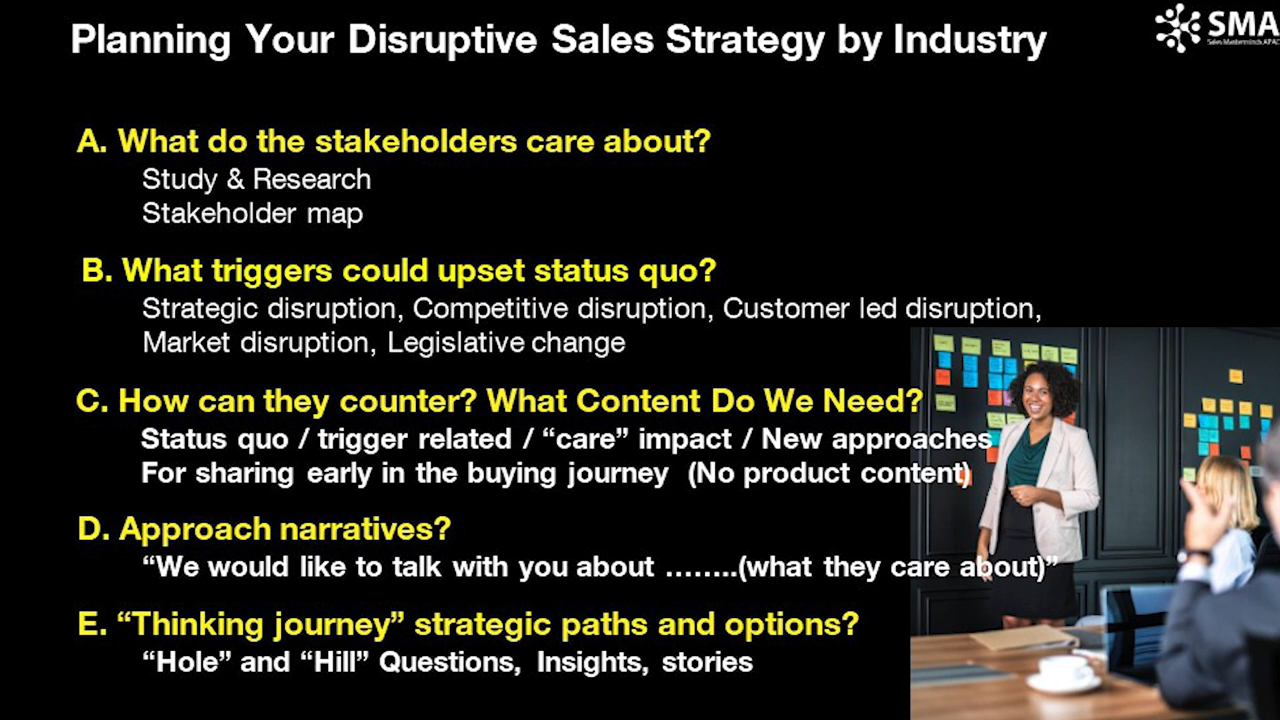 Planning Your Disruptive Sales Strategy by Industry
SMA
Sales Masterminds APAC
A. What do the stakeholders care about?
Study & Research
Stakeholder map
B. What triggers could upset status quo?
Strategic disruption, Competitive disruption, Customer led disruption,
Market disruption, Legislative change
C. How can they counter? What Content Do We Need?
Status quo / trigger related / “care” impact / New approaches
For sharing early in the buying journey (No product content)
D. Approach narratives?
“We would like to talk with you about ……..(what they care about)”
E. “Thinking journey” strategic paths and options?
“Hole” and “Hill” Questions, Insights, stories